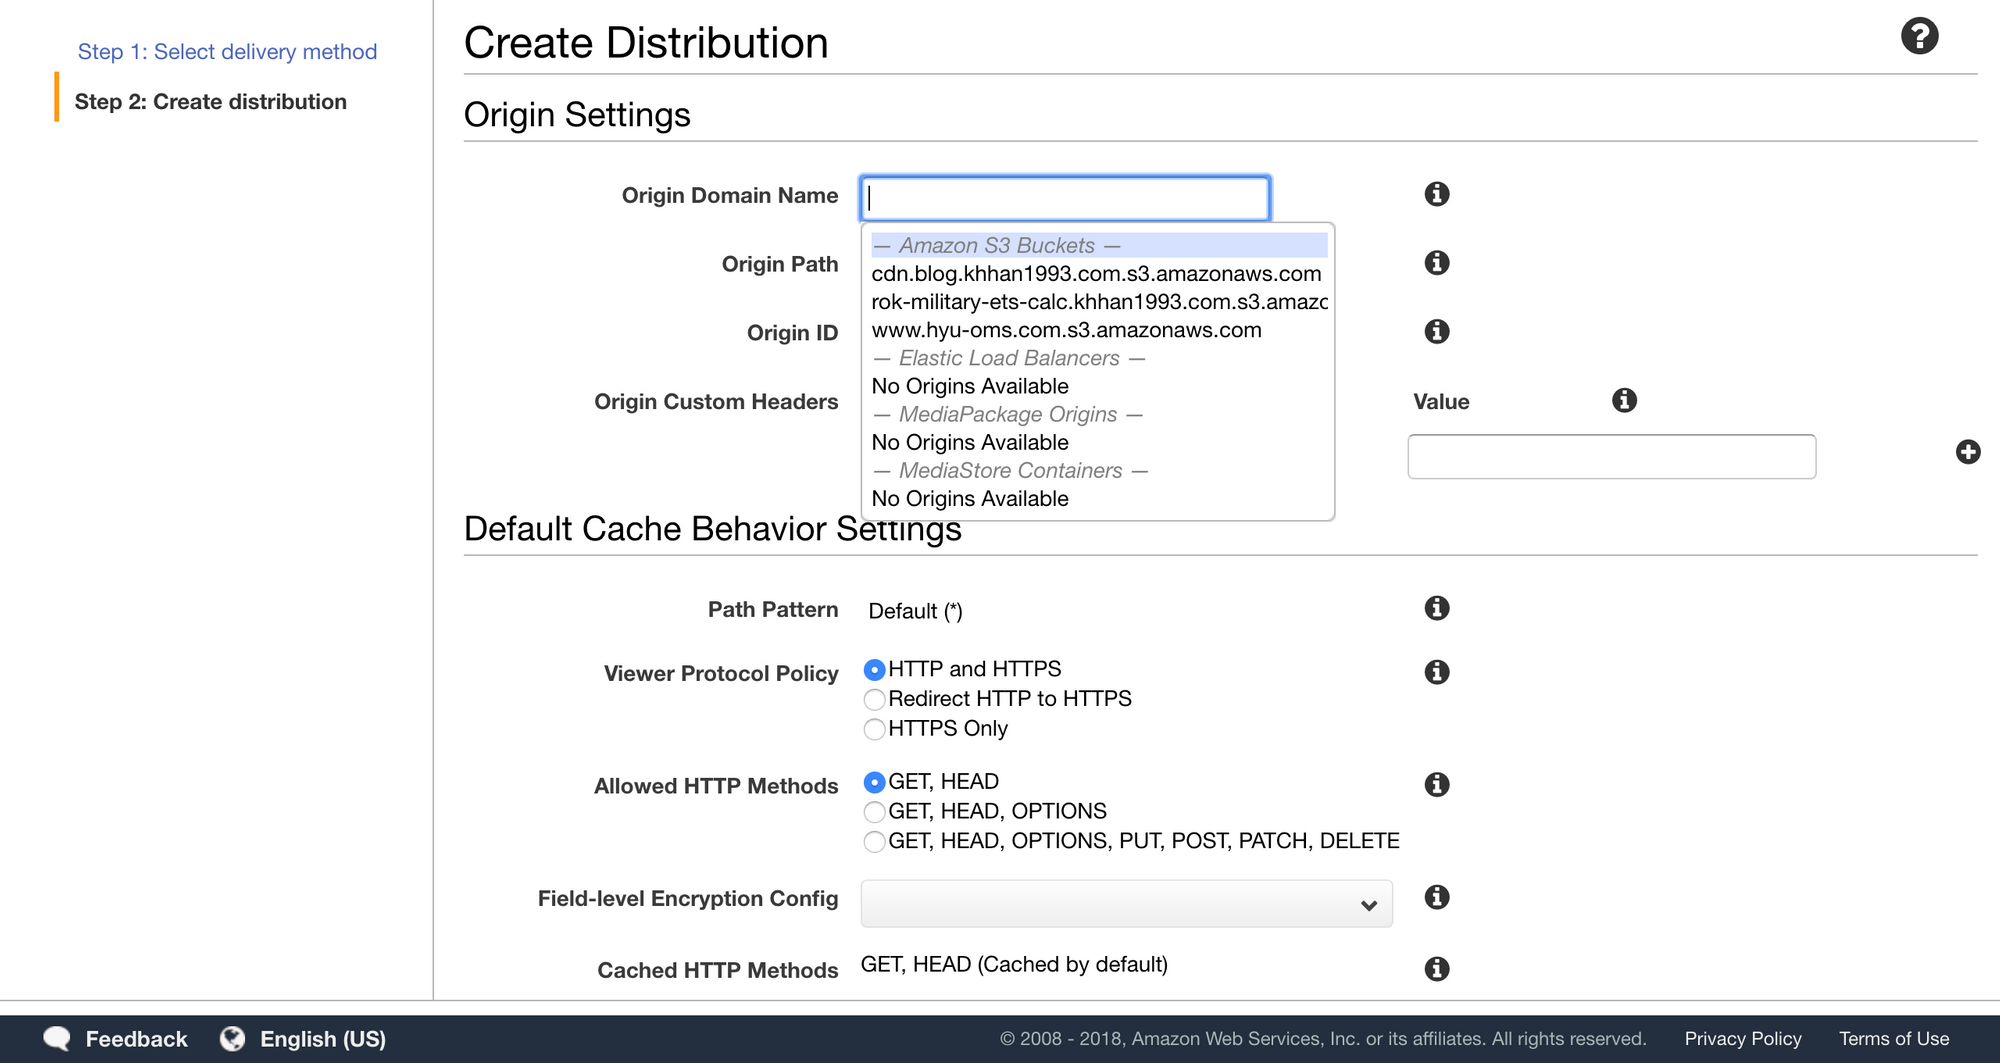 Step 1: Select delivery method
Step 2: Create distribution
Create Distribution
Origin Settings
Origin Domain Name
— Amazon S3 Buckets —
cdn.blog.khhan1993.com.s3.amazonaws.com
rok-military-ets-calc.khhan1993.com.s3.amazc
www.hyu-oms.com.s3.amazonaws.com
— Elastic Load Balancers —
No Origins Available
— MediaPackage Origins —
No Origins Available
— MediaStore Containers —
No Origins Available
Origin Path
Origin ID
Origin Custom Headers
Value
Default Cache Behavior Settings
Path Pattern Default (*)
Viewer Protocol Policy HTTP and HTTPS
Redirect HTTP to HTTPS
HTTPS Only
Allowed HTTP Methods GET, HEAD
GET, HEAD, OPTIONS
GET, HEAD, OPTIONS, PUT, POST, PATCH, DELETE
Field-level Encryption Config
Cached HTTP Methods GET, HEAD (Cached by default)
Feedback English (US) © 2008 - 2018, Amazon Web Services, Inc. or its affiliates. All rights reserved. Privacy Policy Terms of Use